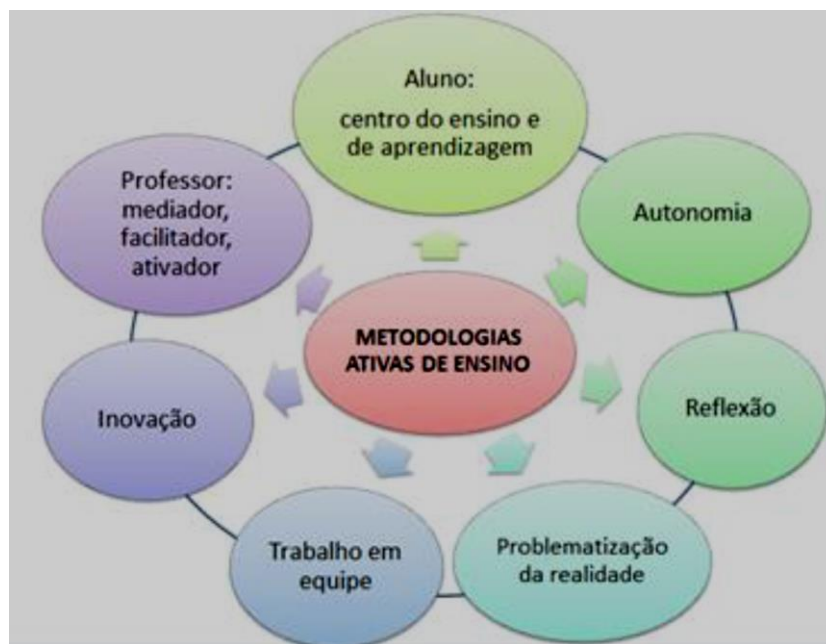 Aluno:
centro do ensino e
de aprendizagem
Professor:
mediador,
facilitador,
ativador
Autonomia
METODOLOGIAS
ATIVAS DE ENSINO
Inovação
Reflexão
Trabalho em
equipe
Problematização
da realidade